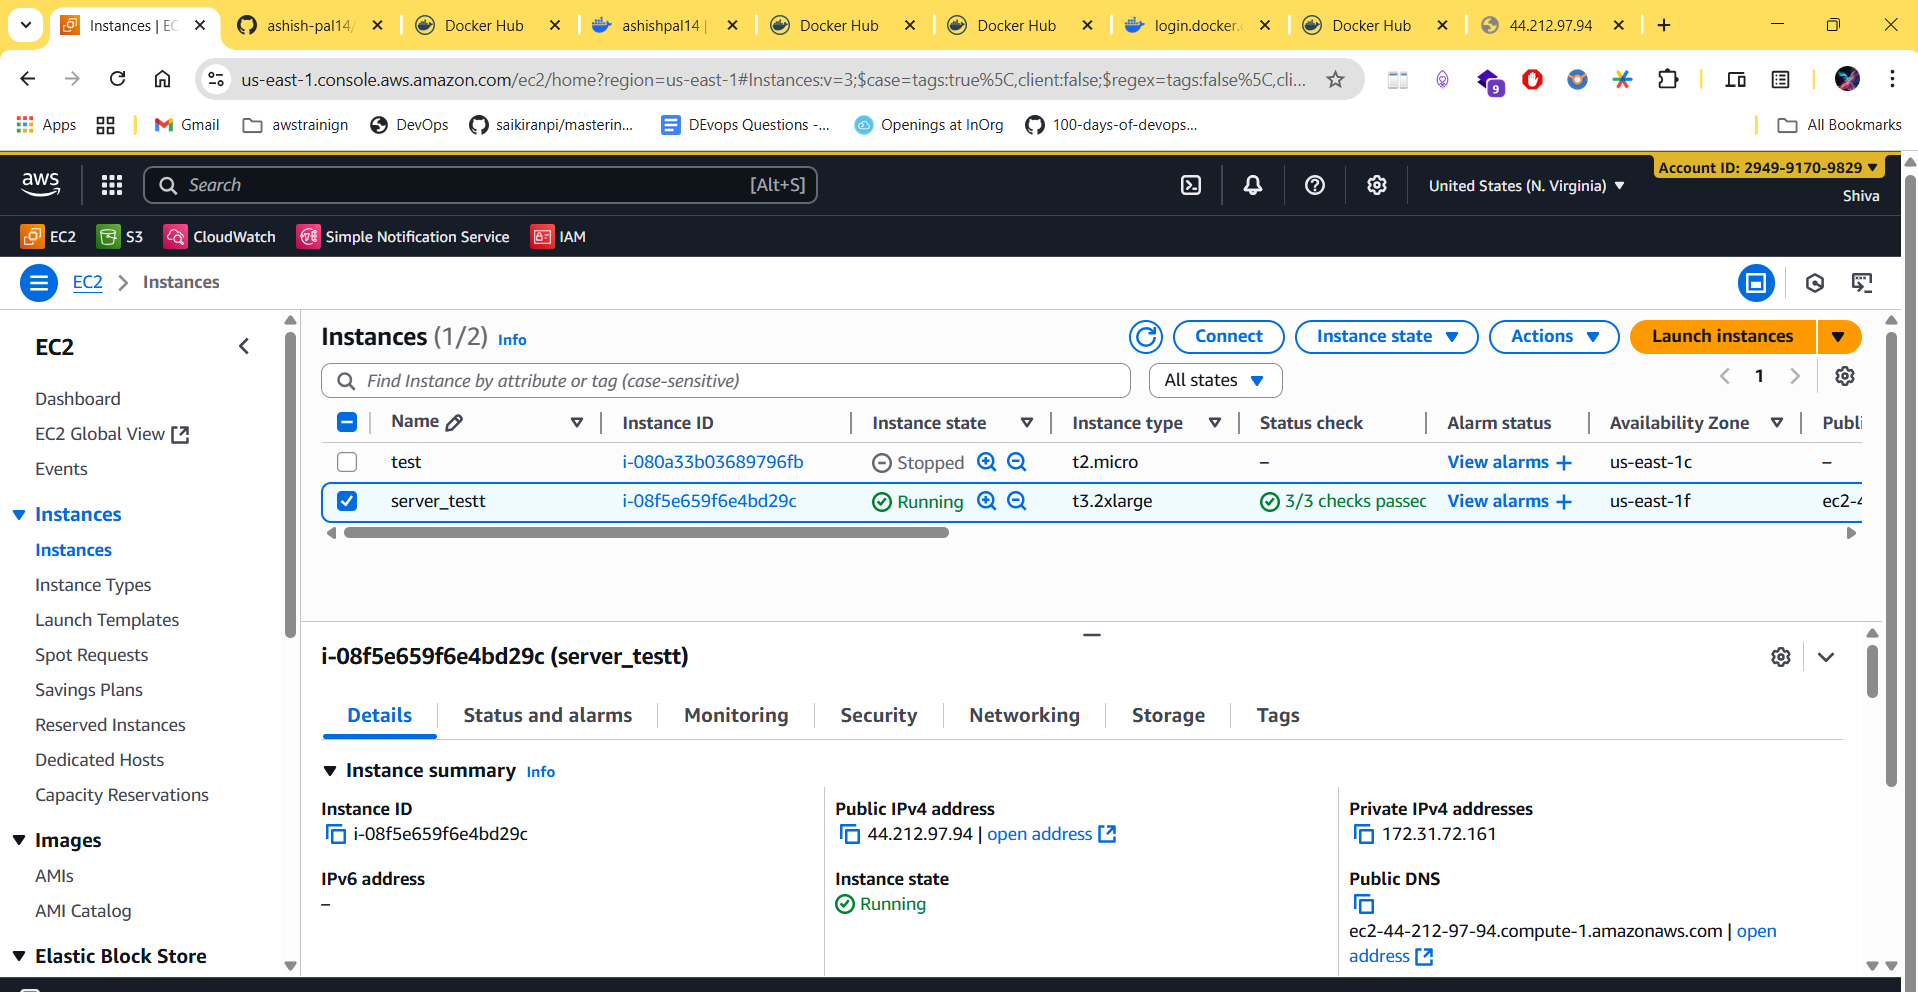 Instances | EC
ashish-pal14/
Docker Hub
ashishpal14 |
Docker Hub
Docker Hub
login.docker.c
Docker Hub
44.212.97.94
us-east-1.console.aws.amazon.com/ec2/home?region=us-east-1#Instances:v=3;$case=tags:true%5C,client:false;$regex=tags:false%5C,cli...
9
Apps
Gmail
awstrainign
DevOps
saikiranpi/masterin...
DEvops Questions -...
Openings at InOrg
100-days-of-devops...
All Bookmarks
aws
Search
[Alt+S]
United States (N. Virginia)
Account ID: 2949-9170-9829
Shiva
EC2
S3
CloudWatch
Simple Notification Service
IAM
EC2
Instances
EC2
Dashboard
EC2 Global View
Events
Instances
Instances
Instance Types
Launch Templates
Spot Requests
Savings Plans
Reserved Instances
Dedicated Hosts
Capacity Reservations
Images
AMIs
AMI Catalog
Elastic Block Store
Instances (1/2) Info
Connect
Instance state
Actions
Launch instances
Find Instance by attribute or tag (case-sensitive)
All states
1
Name
Instance ID
Instance state
Instance type
Status check
Alarm status
Availability Zone
Publi
test
i-080a33b03689796fb
Stopped
t2.micro
–
View alarms +
us-east-1c
–
server_testt
i-08f5e659f6e4bd29c
Running
t3.2xlarge
3/3 checks passed
View alarms +
us-east-1f
ec2-4
i-08f5e659f6e4bd29c (server_testt)
Details
Status and alarms
Monitoring
Security
Networking
Storage
Tags
Instance summary Info
Instance ID
i-08f5e659f6e4bd29c
Public IPv4 address
44.212.97.94 | open address
Private IPv4 addresses
172.31.72.161
IPv6 address
–
Instance state
Running
Public DNS
ec2-44-212-97-94.compute-1.amazonaws.com | open
address